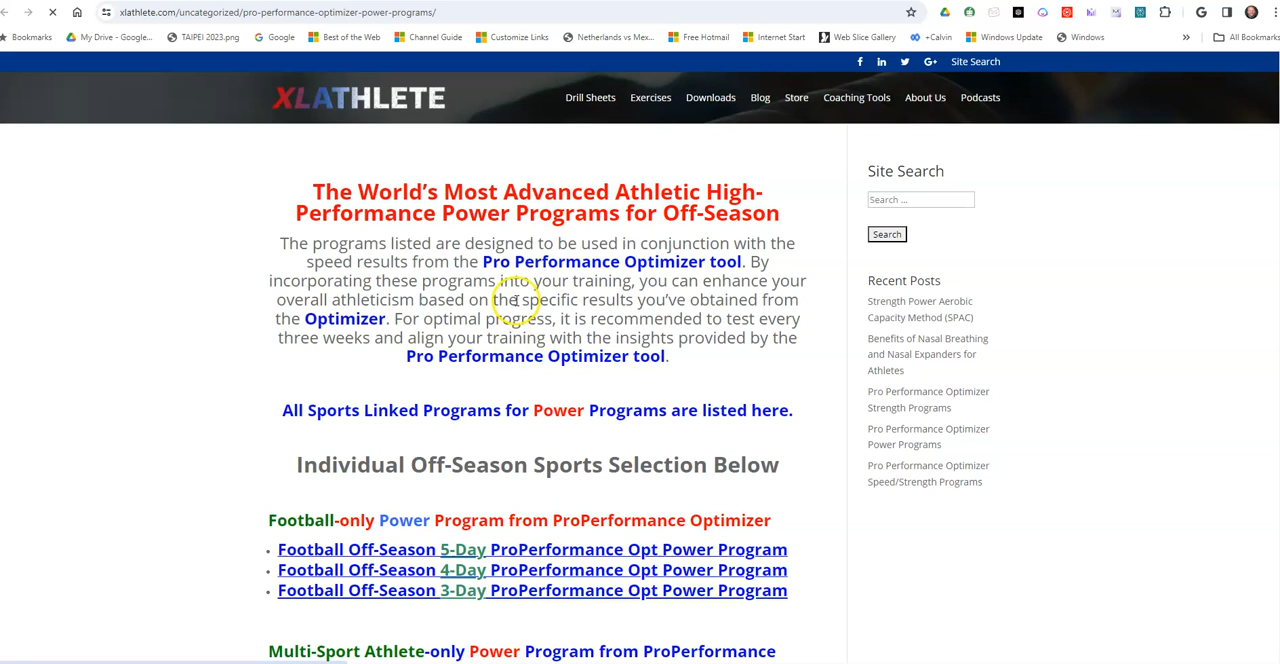 xlathlete.com/uncategorized/pro-performance-optimizer-power-programs/
Bookmarks
My Drive - Google...
TAIPEI 2023.png
Google
Best of the Web
Channel Guide
Customize Links
Netherlands vs Mex...
Free Hotmail
Internet Start
Web Slice Gallery
+Calvin
Windows Update
Windows
»
All Bookmarks
Site Search
XLATHLETE
Drill Sheets
Exercises
Downloads
Blog
Store
Coaching Tools
About Us
Podcasts
The World's Most Advanced Athletic High-
Performance Power Programs for Off-Season
The programs listed are designed to be used in conjunction with the
speed results from the Pro Performance Optimizer tool. By
incorporating these programs into your training, you can enhance your
overall athleticism based on the specific results you've obtained from
the Optimizer. For optimal progress, it is recommended to test every
three weeks and align your training with the insights provided by the
Pro Performance Optimizer tool.
All Sports Linked Programs for Power Programs are listed here.
Individual Off-Season Sports Selection Below
Football-only Power Program from ProPerformance Optimizer
• Football Off-Season 5-Day ProPerformance Opt Power Program
• Football Off-Season 4-Day ProPerformance Opt Power Program
• Football Off-Season 3-Day ProPerformance Opt Power Program
Multi-Sport Athlete-only Power Program from ProPerformance
Site Search
Search ...
Search
Recent Posts
Strength Power Aerobic
Capacity Method (SPAC)
Benefits of Nasal Breathing
and Nasal Expanders for
Athletes
Pro Performance Optimizer
Strength Programs
Pro Performance Optimizer
Power Programs
Pro Performance Optimizer
Speed/Strength Programs